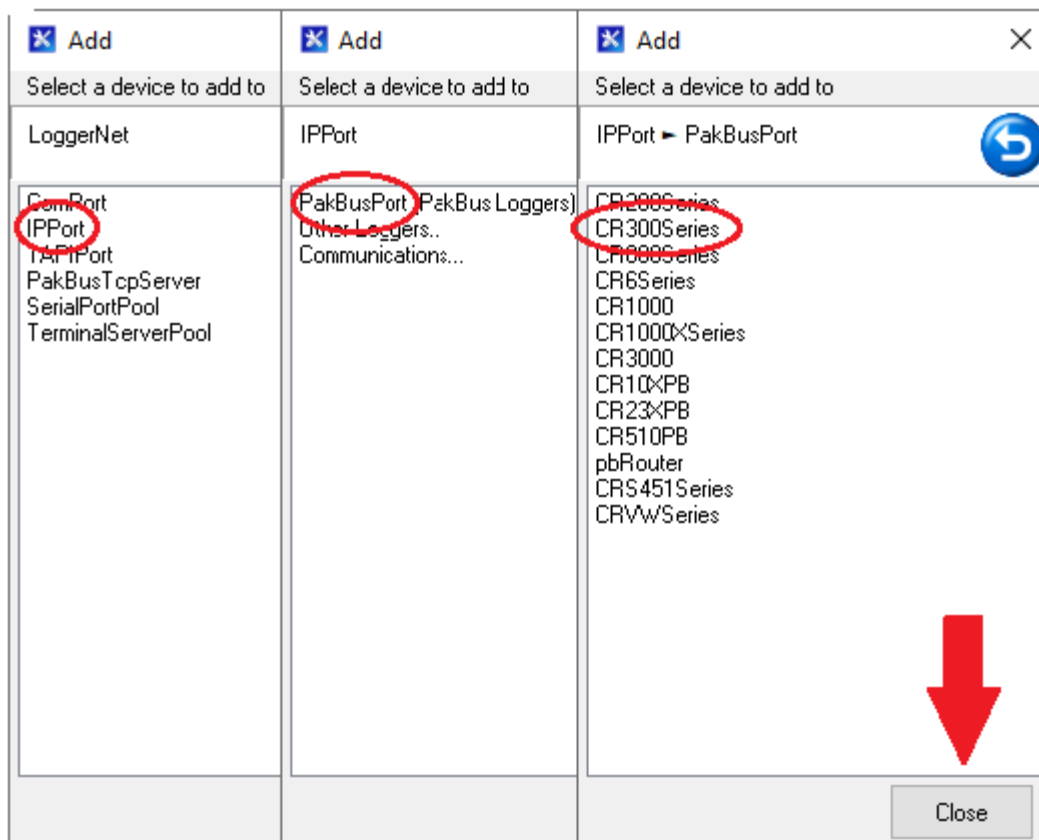 Add
Select a device to add to
LoggerNet
ComPort
IPPort
TAPIPort
PakBusTcpServer
SerialPortPool
TerminalServerPool
Add
Select a device to add to
IPPort
PakBusPort (PakBus Loggers)
Other Loggers...
Communications...
Add
Select a device to add to
IPPort ► PakBusPort
CR200Series
CR300Series
CR800Series
CR6Series
CR1000
CR1000XSeries
CR3000
CR10XPB
CR23XPB
CR510PB
pbRouter
CRS451Series
CRVWSeries
Close